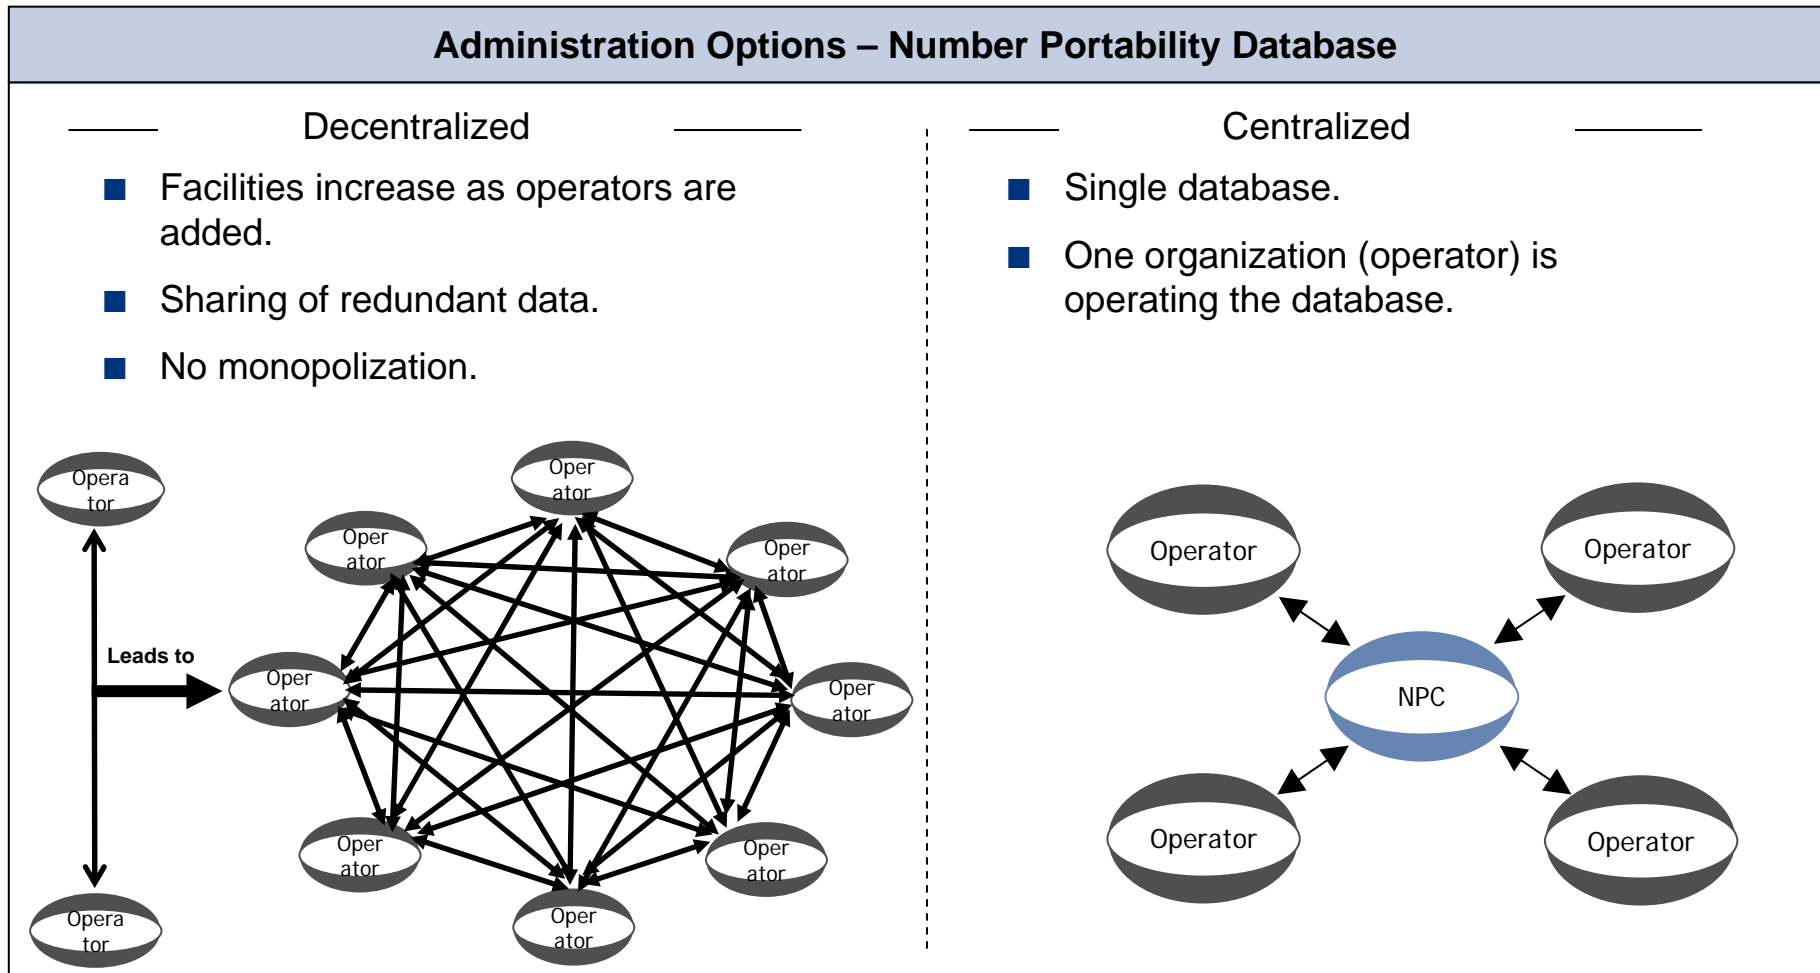 Administration Options – Number Portability Database
Decentralized
Facilities increase as operators are
added.
Sharing of redundant data.
No monopolization.
Centralized
Single database.
One organization (operator) is
operating the database.
Opera
tor
Leads to
Opera
tor
Oper
ator
Oper
ator
Oper
ator
Oper
ator
Oper
ator
Oper
ator
Oper
ator
Oper
ator
Operator
Operator
NPC
Operator
Operator